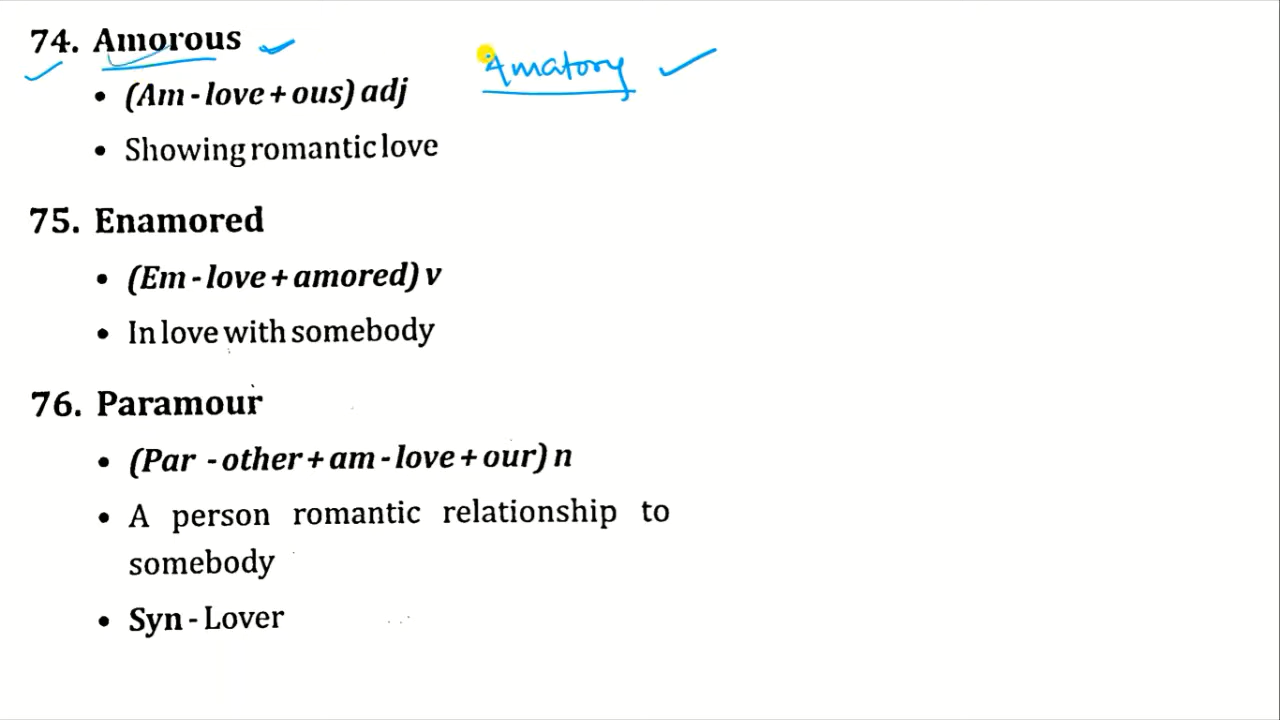 74. Amorous
Amatory
• (Am - love + ous) adj
• Showing romantic love
75. Enamored
• (Em - love + amored) v
• In love with somebody
76. Paramour
• (Par - other + am - love + our) n
• A person romantic relationship to
somebody
• Syn - Lover